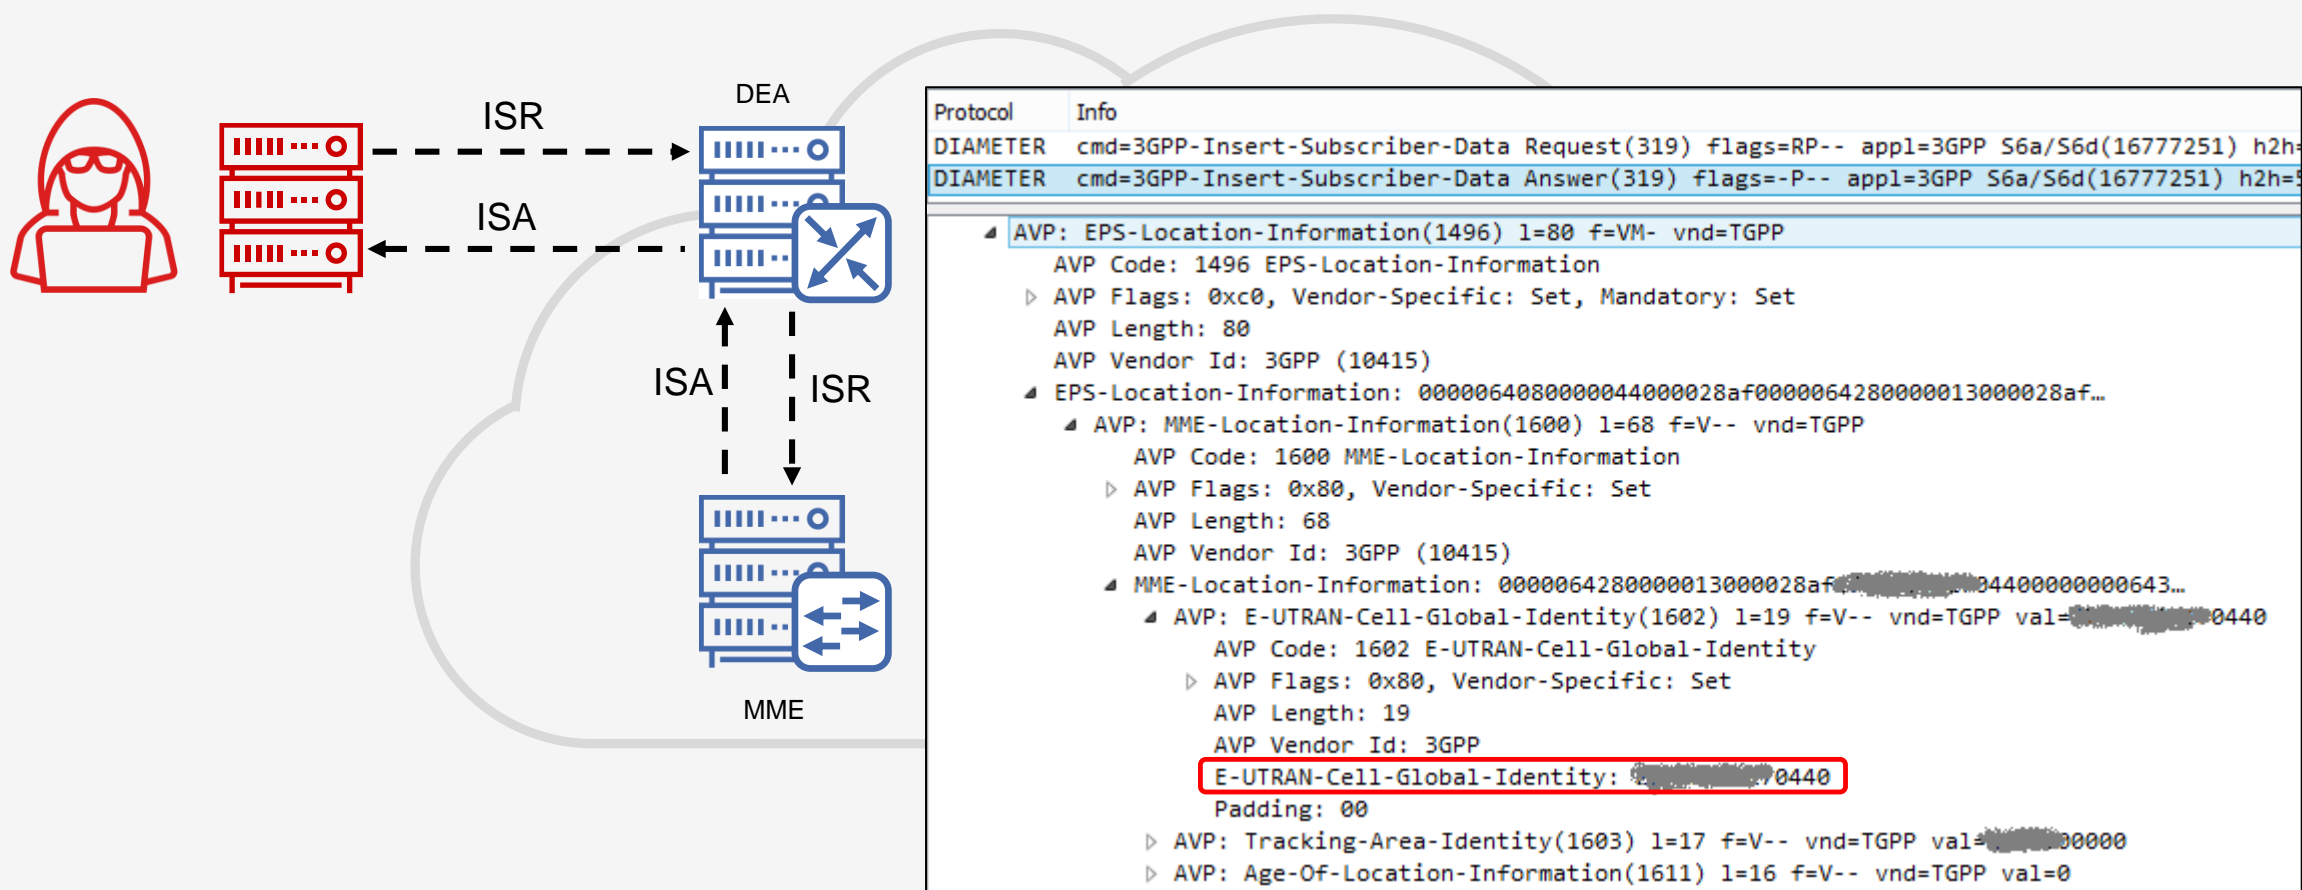 ISR
ISA
DEA
ISA
ISR
MME
Protocol Info
DIAMETER cmd=3GPP-Insert-Subscriber-Data Request(319) flags=RP-- appl=3GPP S6a/S6d(16777251) h2h=
DIAMETER cmd=3GPP-Insert-Subscriber-Data Answer(319) flags=-P-- appl=3GPP S6a/S6d(16777251) h2h=5
AVP: EPS-Location-Information(1496) l=80 f=VM- vnd=TGPP
AVP Code: 1496 EPS-Location-Information
AVP Flags: 0xc0, Vendor-Specific: Set, Mandatory: Set
AVP Length: 80
AVP Vendor Id: 3GPP (10415)
EPS-Location-Information: 0000064080000044000028af0000064280000013000028af…
AVP: MME-Location-Information(1600) l=68 f=V-- vnd=TGPP
AVP Code: 1600 MME-Location-Information
AVP Flags: 0x80, Vendor-Specific: Set
AVP Length: 68
AVP Vendor Id: 3GPP (10415)
MME-Location-Information: 0000064280000013000028af 04400000000643…
AVP: E-UTRAN-Cell-Global-Identity(1602) l=19 f=V-- vnd=TGPP val= 0440
AVP Code: 1602 E-UTRAN-Cell-Global-Identity
AVP Flags: 0x80, Vendor-Specific: Set
AVP Length: 19
AVP Vendor Id: 3GPP
E-UTRAN-Cell-Global-Identity: 0440
Padding: 00
AVP: Tracking-Area-Identity(1603) l=17 f=V-- vnd=TGPP val= 0000
AVP: Age-Of-Location-Information(1611) l=16 f=V-- vnd=TGPP val=0